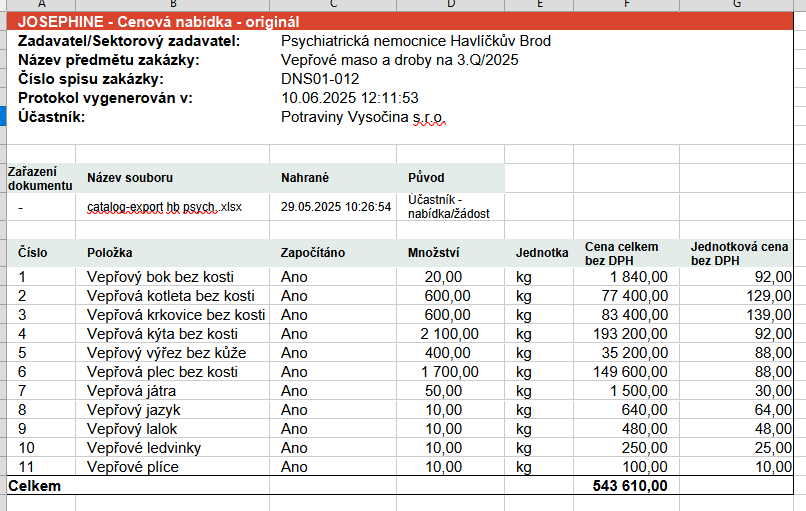 A B C D E F G
JOSEPHINE - Cenová nabídka - originál
Zadavatel/Sektorový zadavatel: Psychiatrická nemocnice Havlíčkův Brod
Název předmětu zakázky: Vepřové maso a droby na 3.Q/2025
Číslo spisu zakázky: DNS01-012
Protokol vygenerován v: 10.06.2025 12:11:53
Účastník: Potraviny Vysočina s.r.o.
Zařazení dokumentu Název souboru Nahrané Původ
- catalog-export hb psych,.xlsx 29.05.2025 10:26:54 Účastník - nabídka/žádost
Číslo Položka Započítáno Množství Jednotka Cena celkem bez DPH Jednotková cena bez DPH
1 Vepřový bok bez kosti Ano 20,00 kg 1 840,00 92,00
2 Vepřová kotleta bez kosti Ano 600,00 kg 77 400,00 129,00
3 Vepřová krkovice bez kosti Ano 600,00 kg 83 400,00 139,00
4 Vepřová kýta bez kosti Ano 2 100,00 kg 193 200,00 92,00
5 Vepřový výřez bez kůže Ano 400,00 kg 35 200,00 88,00
6 Vepřová plec bez kosti Ano 1 700,00 kg 149 600,00 88,00
7 Vepřová játra Ano 50,00 kg 1 500,00 30,00
8 Vepřový jazyk Ano 10,00 kg 640,00 64,00
9 Vepřový lalok Ano 10,00 kg 480,00 48,00
10 Vepřové ledvinky Ano 10,00 kg 250,00 25,00
11 Vepřové plíce Ano 10,00 kg 100,00 10,00
Celkem 543 610,00